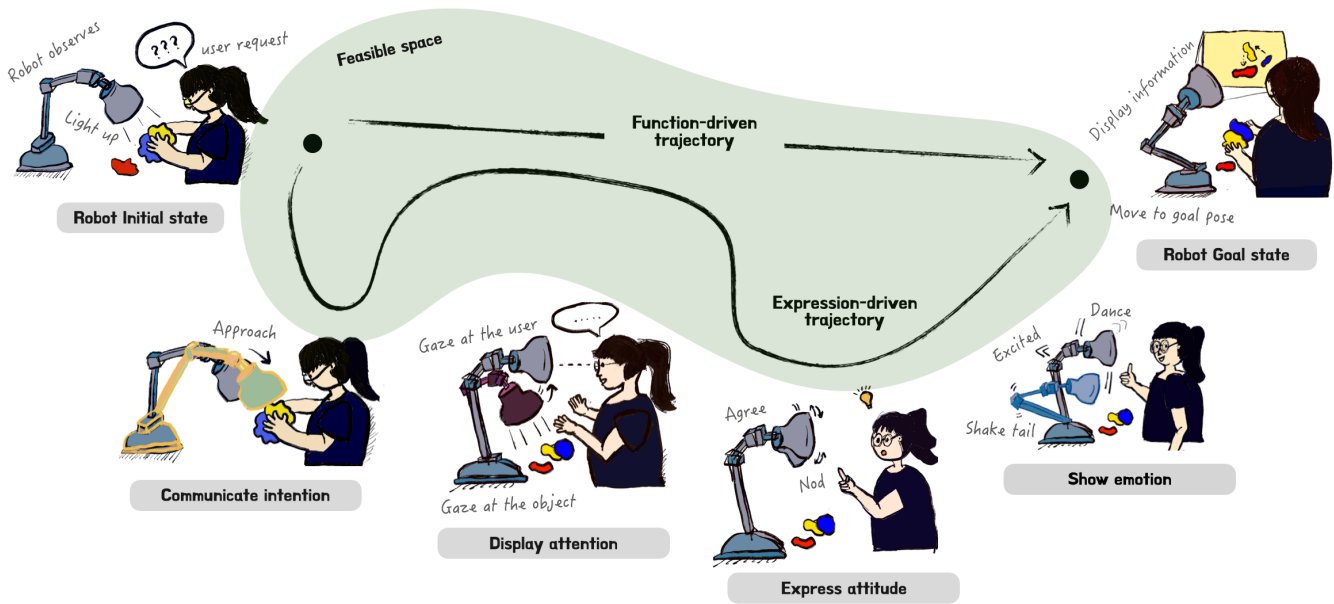 Robot observes
???
user request
Light up
Robot Initial state
Feasible space
Function-driven
trajectory
Expression-driven
trajectory
Display information
Move to goal pose
Robot Goal state
Approach
Communicate intention
Gaze at the user
.....
Gaze at the object
Display attention
Agree
Nod
Express attitude
Dance
Excited
Shake tail
Show emotion